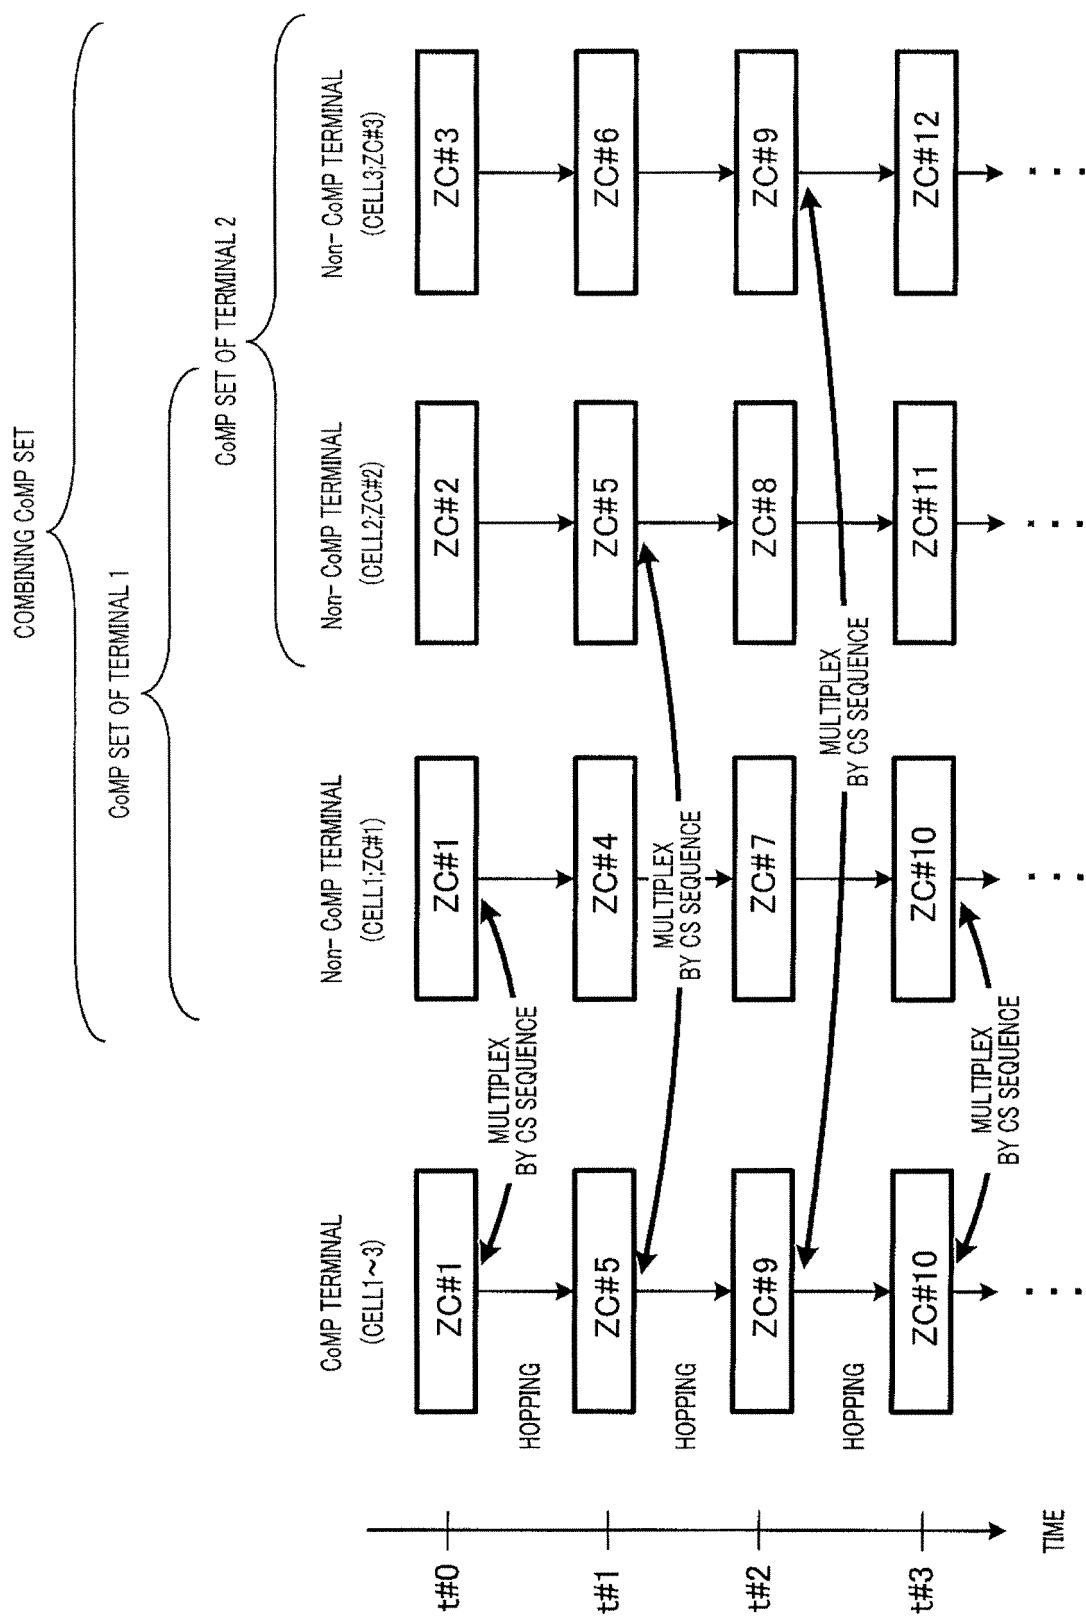 COMBINING CoMP SET
CoMP SET OF TERMINAL 1
CoMP SET OF TERMINAL 2
CoMP TERMINAL
(CELL1~3)
Non- CoMP TERMINAL
(CELL1;ZC#1)
Non- CoMP TERMINAL
(CELL2;ZC#2)
Non- CoMP TERMINAL
(CELL3;ZC#3)
t#0
ZC#1
ZC#1
ZC#2
ZC#3
HOPPING
MULTIPLEX
BY CS SEQUENCE
t#1
ZC#5
ZC#4
ZC#5
ZC#6
HOPPING
MULTIPLEX
BY CS SEQUENCE
t#2
ZC#9
ZC#7
ZC#8
ZC#9
HOPPING
MULTIPLEX
BY CS SEQUENCE
t#3
ZC#10
ZC#10
ZC#11
ZC#12
MULTIPLEX
BY CS SEQUENCE
TIME